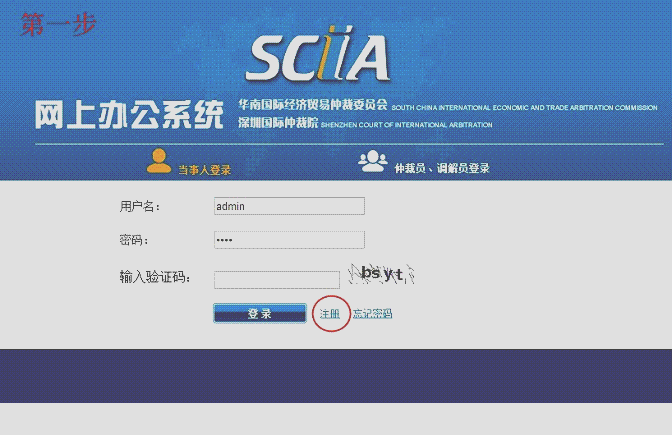 第一步
SCIIA
网上办公系统
华南国际经济贸易仲裁委员会 SOUTH CHINA INTERNATIONAL ECONOMIC AND TRADE ARBITRATION COMMISSION
深圳国际仲裁院 SHENZHEN COURT OF INTERNATIONAL ARBITRATION
当事人登录 仲裁员、调解员登录
用户名： admin
密码： ••••
输入验证码： bsyt
登 录 注册 忘记密码